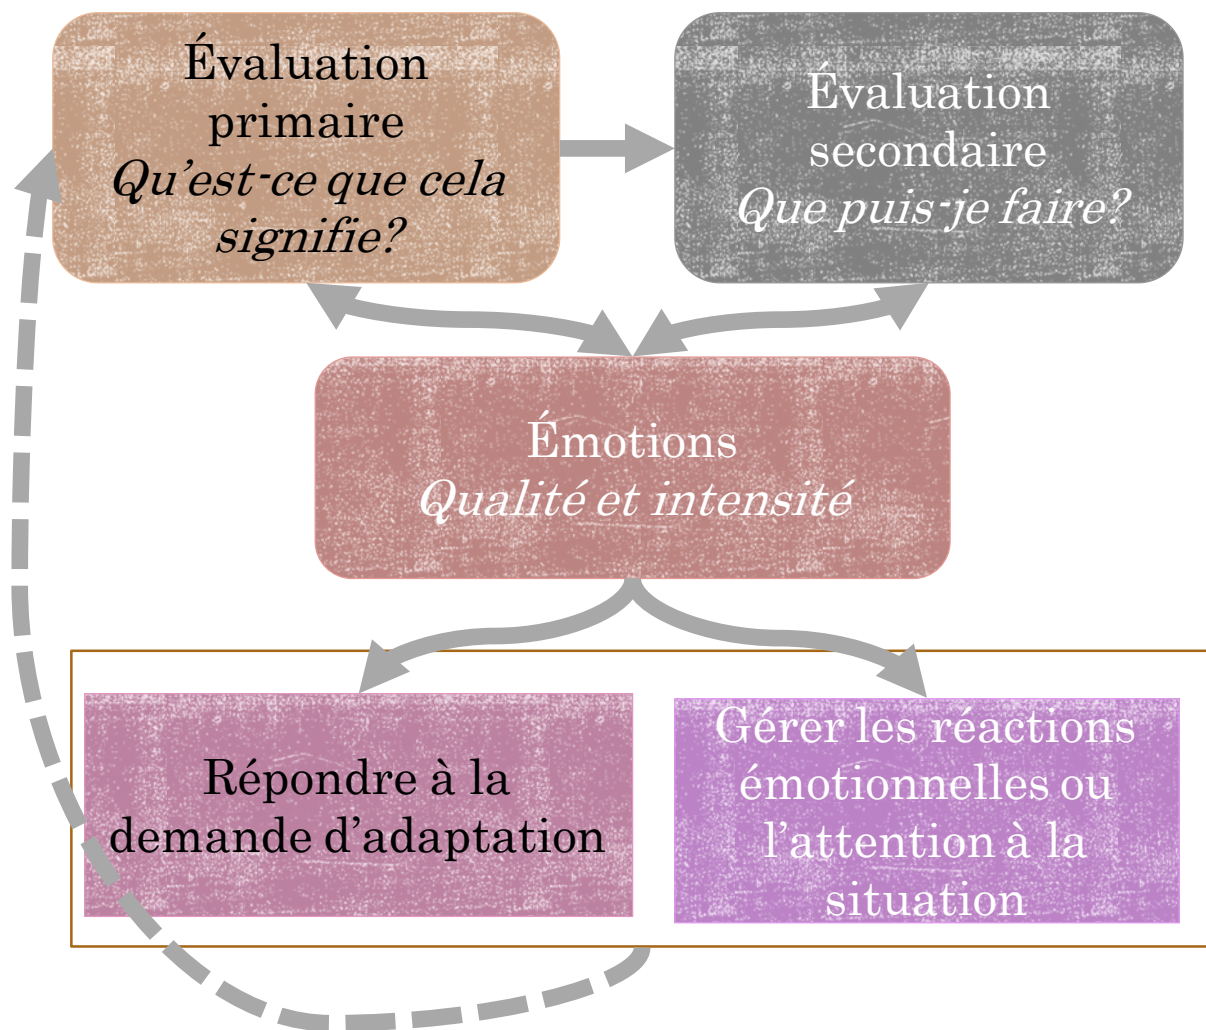 Évaluation
primaire
Qu'est-ce que cela
signifie?
Évaluation
secondaire
Que puis-je faire?
Émotions
Qualité et intensité
Répondre à la
demande d'adaptation
Gérer les réactions
émotionnelles ou
l'attention à la
situation